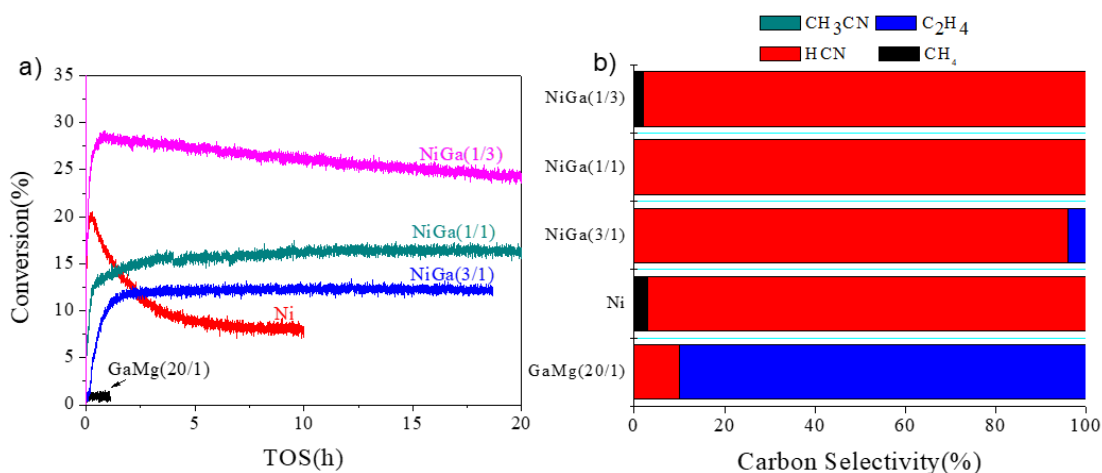 a)
35
30
25
20
15
10
5
0
Conversion(%)
NiGa(1/3)
NiGa(1/1)
NiGa(3/1)
Ni
GaMg(20/1)
0 5 10 15 20
TOS(h)
CH₃CN C₂H₄
HCN CH₄
b)
NiGa(1/3)
NiGa(1/1)
NiGa(3/1)
Ni
GaMg(20/1)
0 20 40 60 80 100
Carbon Selectivity(%)